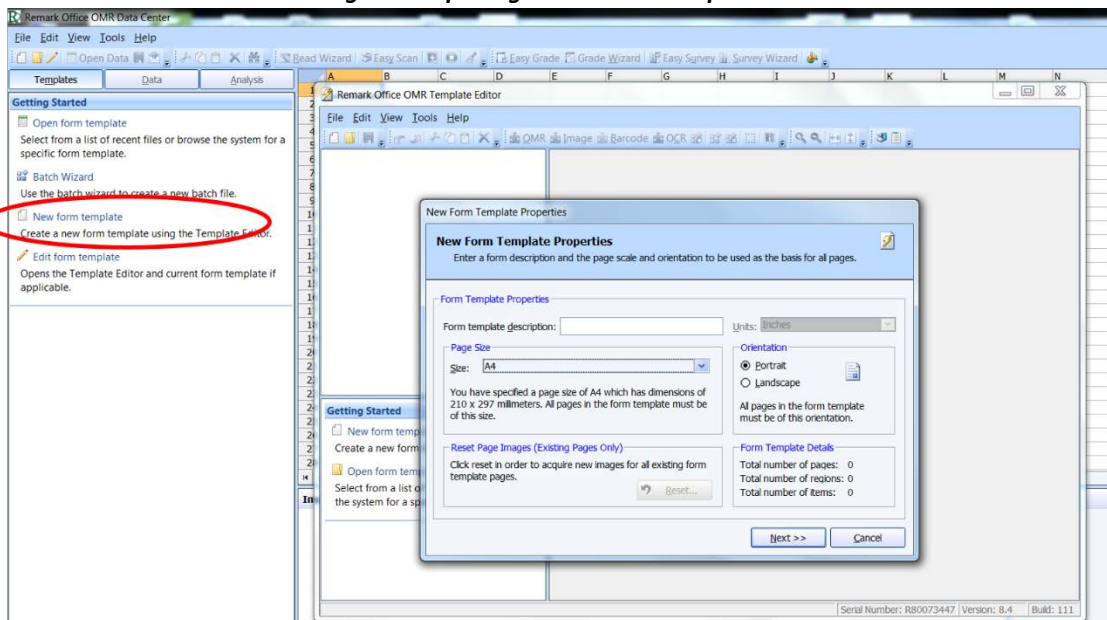 Remark Office OMR Data Center
File Edit View Tools Help
Open Data Read Wizard Easy Scan Easy Grade Grade Wizard Easy Survey Survey Wizard
Templates Data Analysis
A B C D E F G H I J K L M N
Getting Started
Open form template
Select from a list of recent files or browse the system for a
specific form template.
Batch Wizard
Use the batch wizard to create a new batch file.
New form template
Create a new form template using the Template Editor.
Edit form template
Opens the Template Editor and current form template if
applicable.
Remark Office OMR Template Editor
File Edit View Tools Help
OMR Image Barcode OCR
Getting Started
New form temp
Create a new form
Open form tem
Select from a list o
the system for a sp
New Form Template Properties
New Form Template Properties
Enter a form description and the page scale and orientation to be used as the basis for all pages.
Form Template Properties
Form template description:
Units: Inches
Page Size
Size: A4
You have specified a page size of A4 which has dimensions of
210 x 297 millimeters. All pages in the form template must be
of this size.
Orientation
Portrait
Landscape
All pages in the form template
must be of this orientation.
Reset Page Images (Existing Pages Only)
Click reset in order to acquire new images for all existing form
template pages.
Reset...
Form Template Details
Total number of pages: 0
Total number of regions: 0
Total number of items: 0
Next >> Cancel
Serial Number: R80073447 Version: 8.4 Build: 111